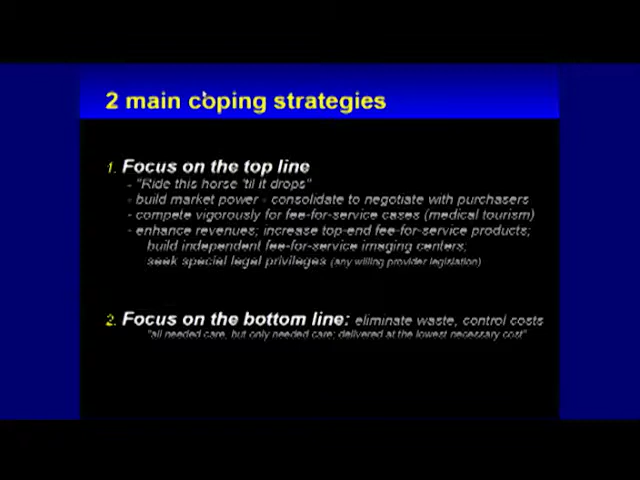 2 main coping strategies
1. Focus on the top line
- "Ride this horse 'til it drops"
- build market power - consolidate to negotiate with purchasers
- compete vigorously for fee-for-service cases (medical tourism)
- enhance revenues; increase top-end fee-for-service products;
build independent fee-for-service imaging centers;
seek special legal privileges (any willing provider legislation)
2. Focus on the bottom line: eliminate waste, control costs
"all needed care, but only needed care; delivered at the lowest necessary cost"